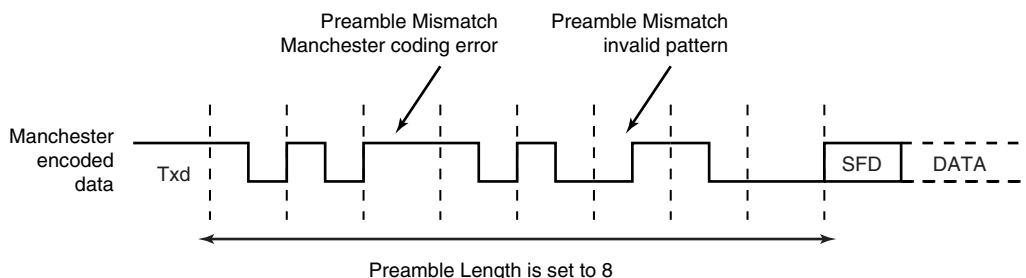 Preamble Mismatch
Manchester coding error
Preamble Mismatch
invalid pattern
Manchester
encoded
data
Txd
SFD
DATA
Preamble Length is set to 8